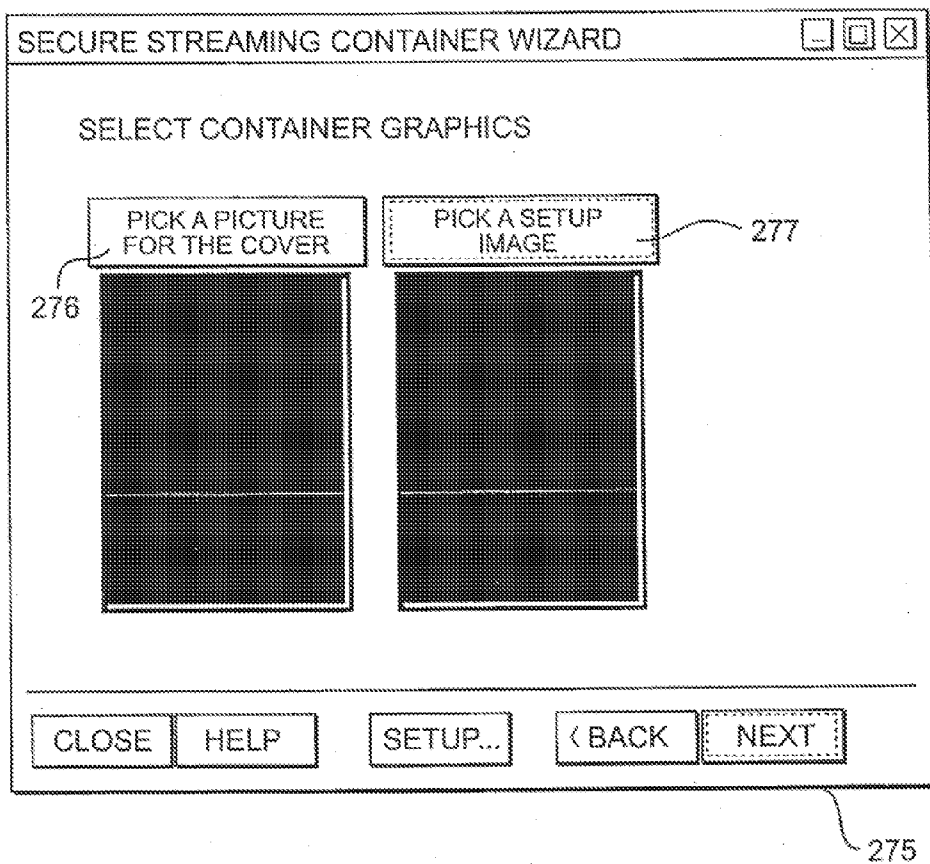 SECURE STREAMING CONTAINER WIZARD
SELECT CONTAINER GRAPHICS
PICK A PICTURE
FOR THE COVER
PICK A SETUP
IMAGE
277
276
CLOSE
HELP
SETUP...
< BACK
NEXT
275